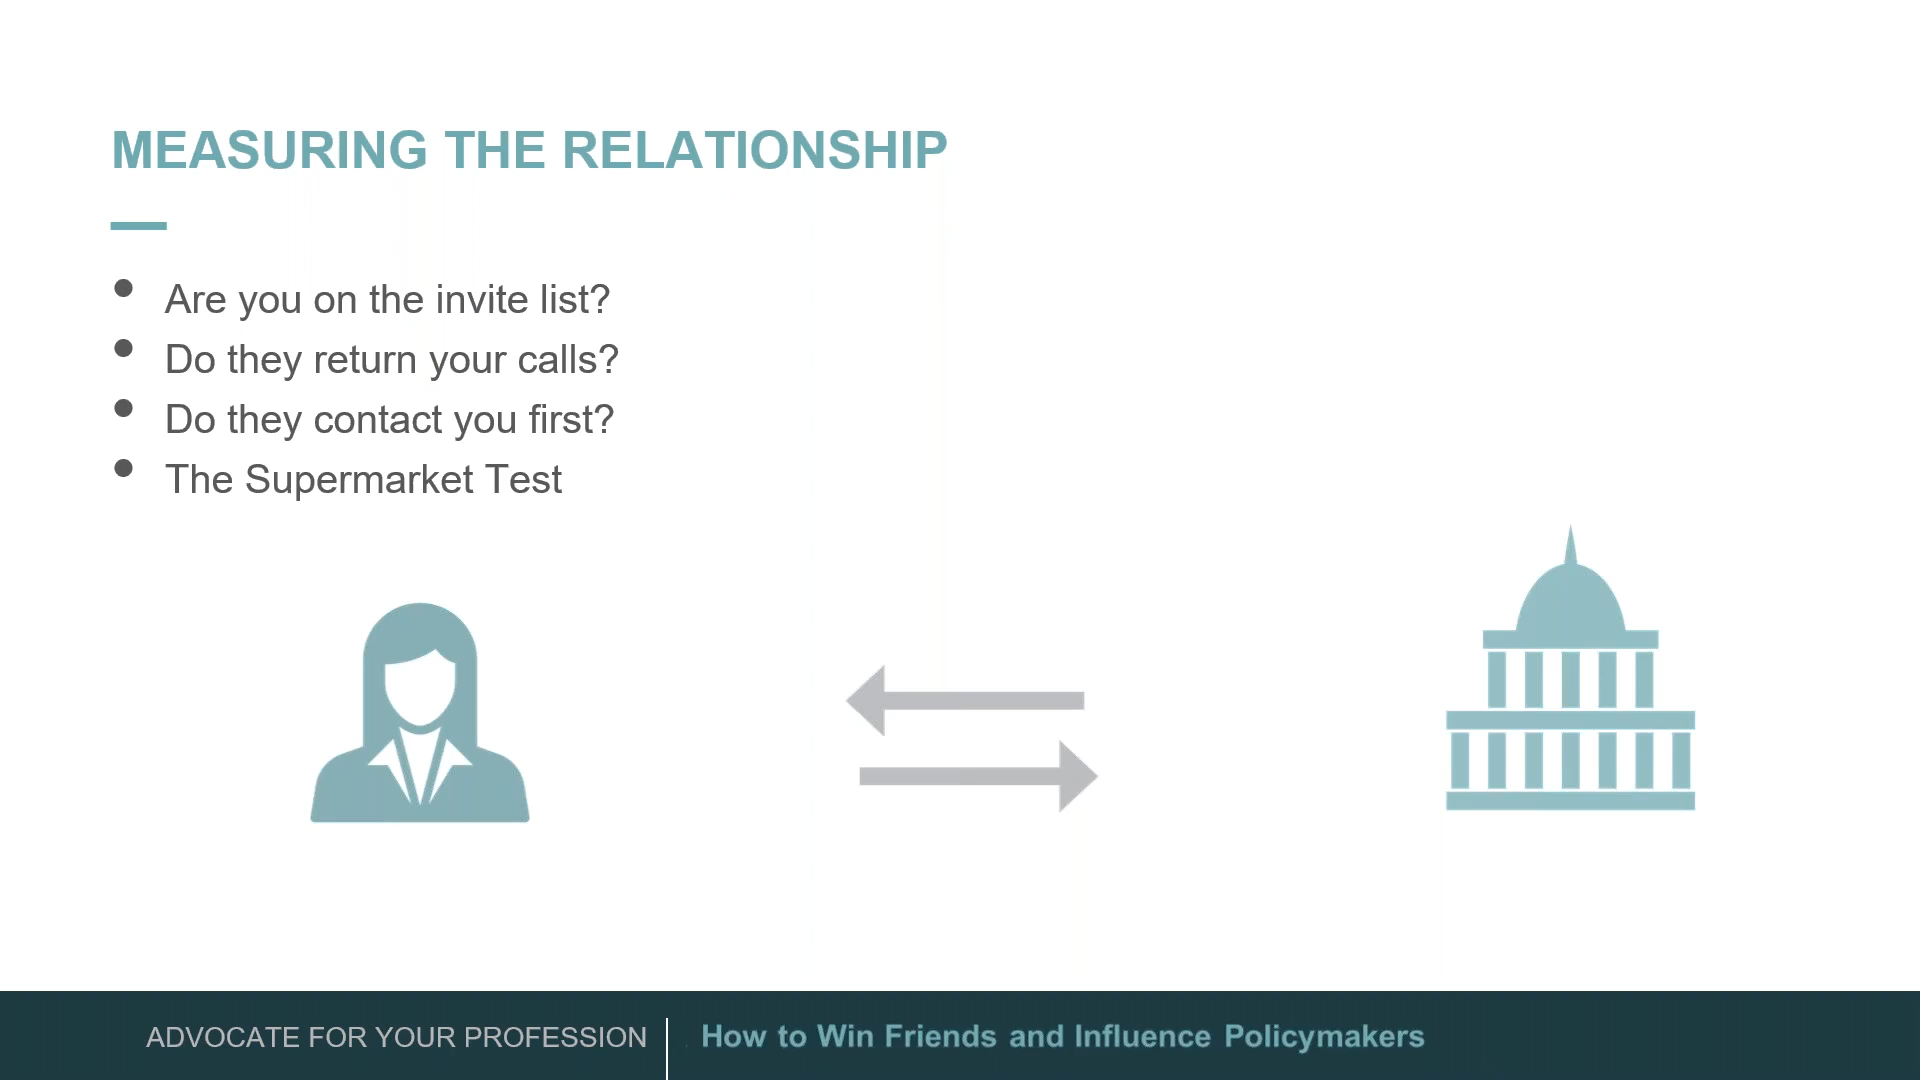 MEASURING THE RELATIONSHIP
• Are you on the invite list?
• Do they return your calls?
• Do they contact you first?
• The Supermarket Test
ADVOCATE FOR YOUR PROFESSION
How to Win Friends and Influence Policymakers